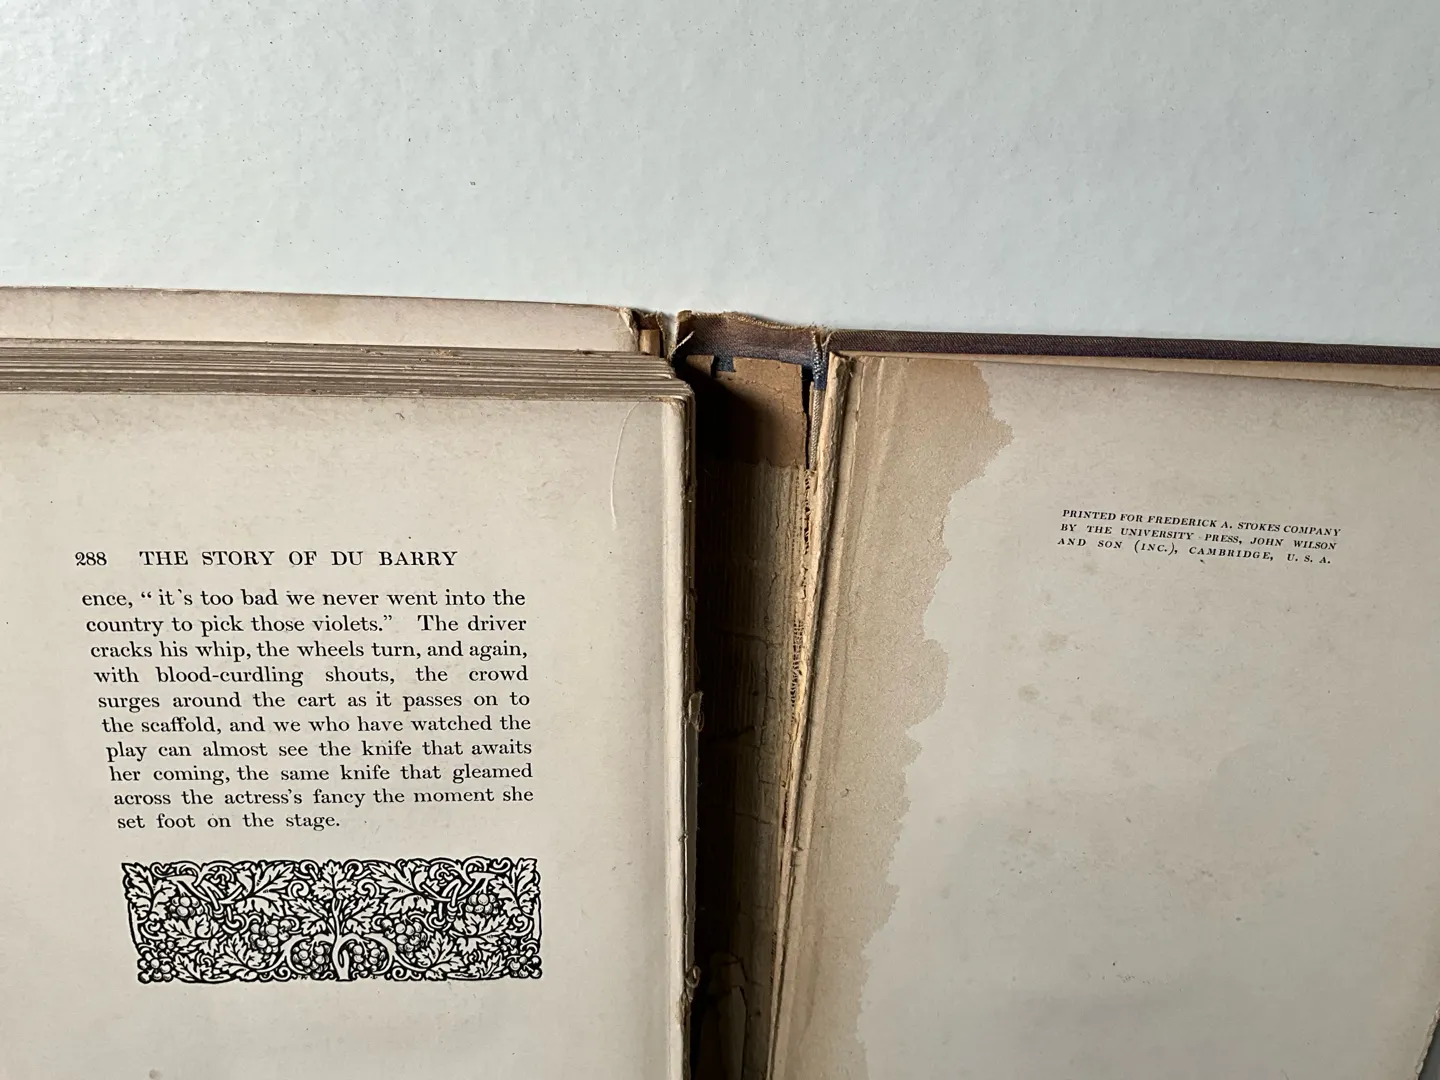 288 THE STORY OF DU BARRY
ence, “ it's too bad we never went into the
country to pick those violets.” The driver
cracks his whip, the wheels turn, and again,
with blood-curdling shouts, the crowd
surges around the cart as it passes on to
the scaffold, and we who have watched the
play can almost see the knife that awaits
her coming, the same knife that gleamed
across the actress's fancy the moment she
set foot on the stage.
PRINTED FOR FREDERICK A. STOKES COMPANY
BY THE UNIVERSITY PRESS, JOHN WILSON
AND SON (INC.), CAMBRIDGE, U. S. A.